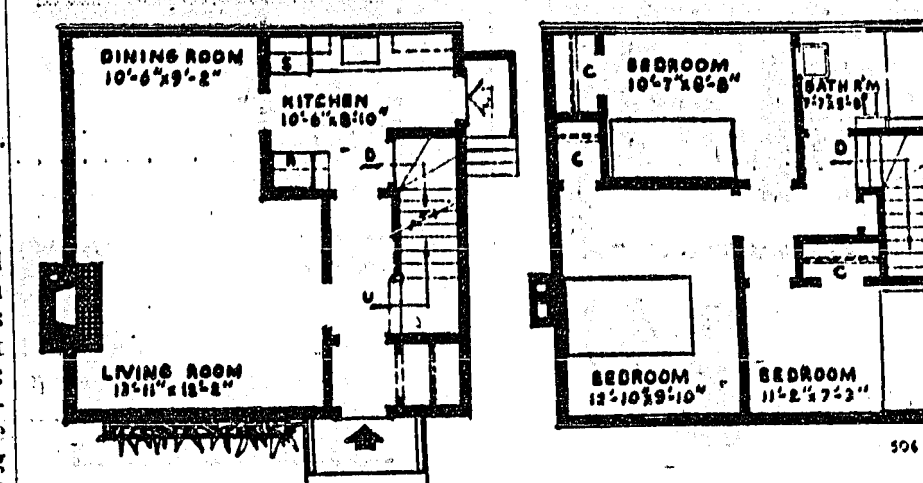 DINING ROOM
10'-6"x9'-2"
S
KITCHEN
10'-6"x8'-10"
R
D
U
LIVING ROOM
13'-11"x12'-2"
C
BEDROOM
10'-7"x8'-8"
BATH R'M
C
D
C
BEDROOM
12'-10"x9'-10"
BEDROOM
11'-2"x7'-3"
506